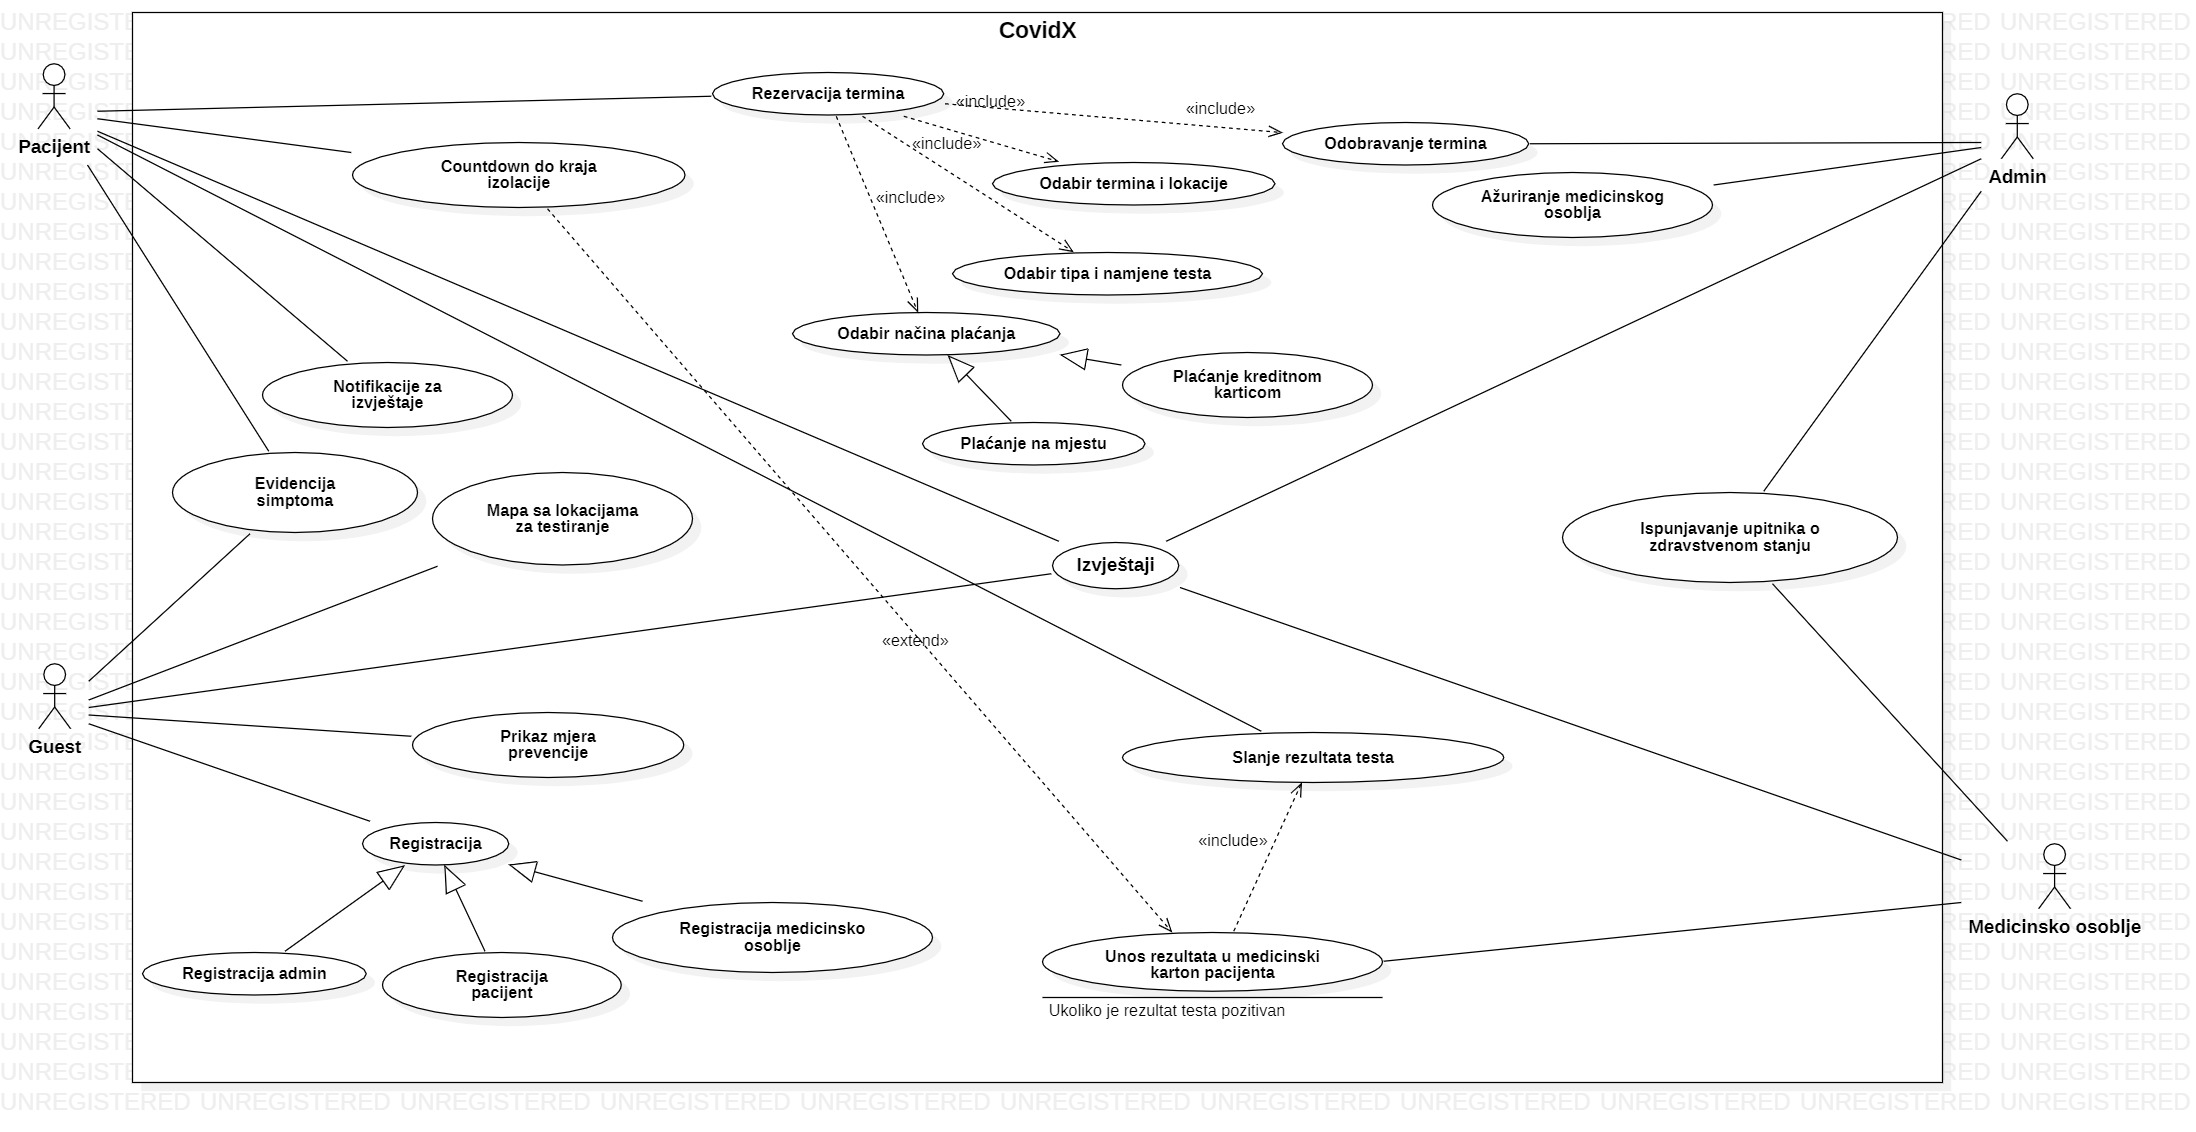 CovidX
Pacijent
Rezervacija termina
«include»
«include»
Odobravanje termina
Admin
Countdown do kraja
izolacije
«include»
Odabir termina i lokacije
Ažuriranje medicinskog
osoblja
«include»
Odabir tipa i namjene testa
Odabir načina plaćanja
Plaćanje kreditnom
karticom
Notifikacije za
izvještaje
Plaćanje na mjestu
Evidencija
simptoma
Mapa sa lokacijama
za testiranje
Ispunjavanje upitnika o
zdravstvenom stanju
Izvještaji
«extend»
Guest
Prikaz mjera
prevencije
Slanje rezultata testa
«include»
Registracija
Medicinsko osoblje
Registracija medicinsko
osoblje
Registracija admin
Registracija
pacijent
Unos rezultata u medicinski
karton pacijenta
Ukoliko je rezultat testa pozitivan
UNREGISTERED UNREGISTERED UNREGISTERED UNREGISTERED UNREGISTERED UNREGISTERED UNREGISTERED UNREGISTERED UNREGISTERED UNREGISTERED UNREGISTERED